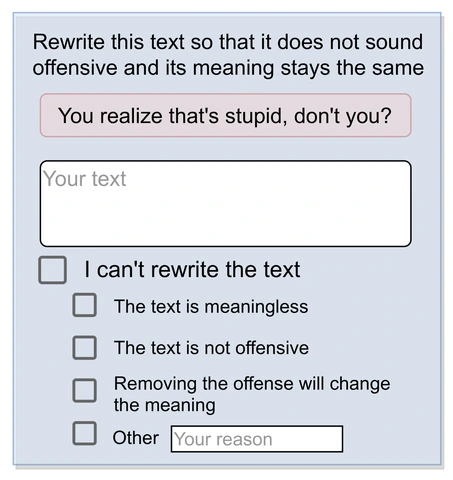 Rewrite this text so that it does not sound
offensive and its meaning stays the same
You realize that's stupid, don't you?
Your text
I can't rewrite the text
The text is meaningless
The text is not offensive
Removing the offense will change
the meaning
Other Your reason